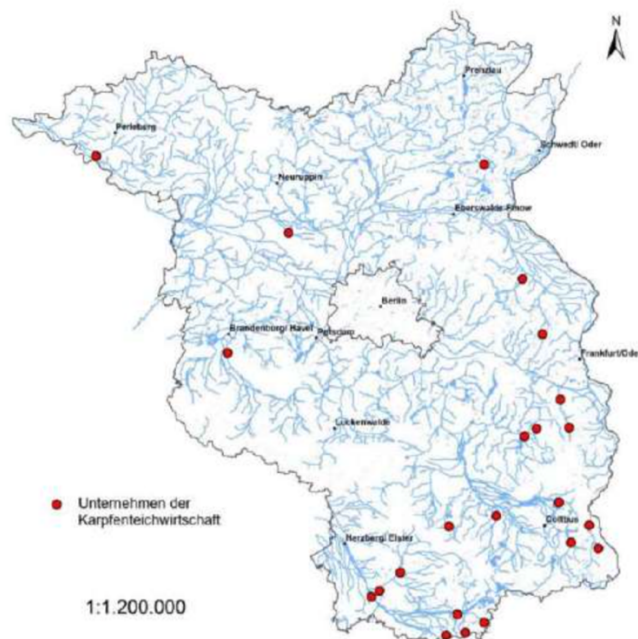 N
Prenzlau
Perleberg
Schwedt/ Oder
Neuruppin
Eberswalde-Finow
Berlin
Brandenburg/ Havel
Potsdam
Frankfurt/Oder
Luckenwalde
Unternehmen der
Karpfenteichwirtschaft
Cottbus
Herzberg/ Elster
1:1.200.000